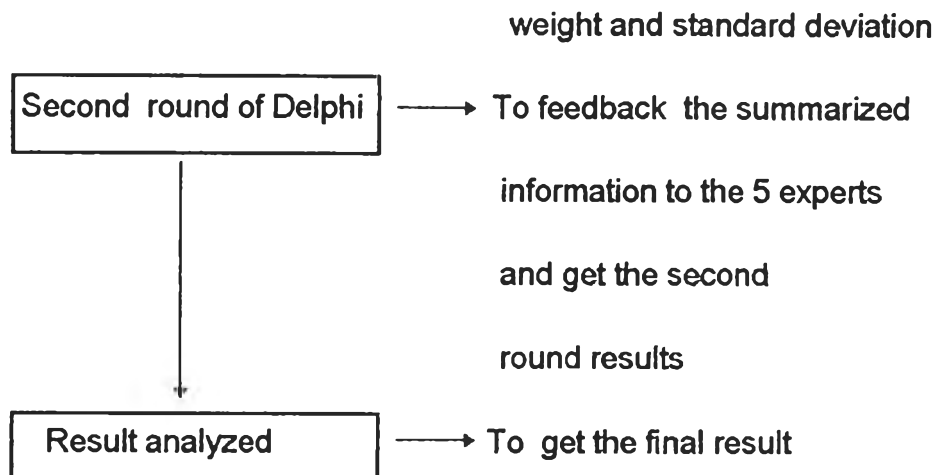 weight and standard deviation
Second round of Delphi
To feedback the summarized
information to the 5 experts
and get the second
round results
Result analyzed
To get the final result